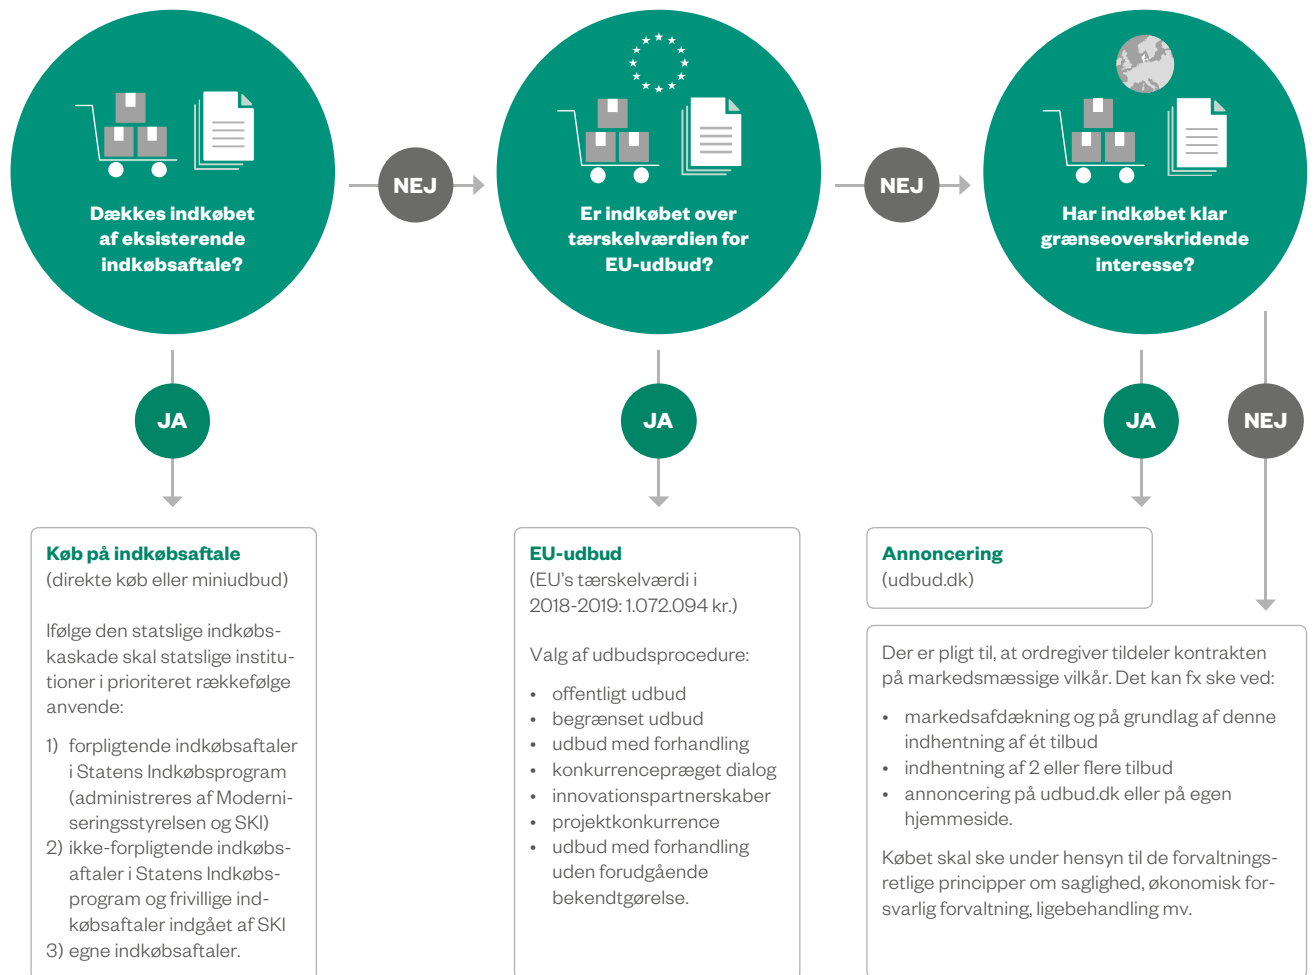 Dækkes indkøbet
af eksisterende
indkøbsaftale?
NEJ
Er indkøbet over
tærskelværdien for
EU-udbud?
NEJ
Har indkøbet klar
grænseoverskridende
interesse?
JA
JA
JA
NEJ
Køb på indkøbsaftale
(direkte køb eller miniudbud)
Ifølge den statslige indkøbs-
kaskade skal statslige institu-
tioner i prioriteret rækkefølge
anvende:
1) forpligtende indkøbsaftaler
i Statens Indkøbsprogram
(administreres af Moderni-
seringsstyrelsen og SKI)
2) ikke-forpligtende indkøbs-
aftaler i Statens Indkøbs-
program og frivillige ind-
købsaftaler indgået af SKI
3) egne indkøbsaftaler.
EU-udbud
(EU's tærskelværdi i
2018-2019: 1.072.094 kr.)
Valg af udbudsprocedure:
• offentligt udbud
• begrænset udbud
• udbud med forhandling
• konkurrencepræget dialog
• innovationspartnerskaber
• projektkonkurrence
• udbud med forhandling
uden forudgående
bekendtgørelse.
Annoncering
(udbud.dk)
Der er pligt til, at ordregiver tildeler kontrakten
på markedsmæssige vilkår. Det kan fx ske ved:
• markedsafdækning og på grundlag af denne
indhentning af ét tilbud
• indhentning af 2 eller flere tilbud
• annoncering på udbud.dk eller på egen
hjemmeside.
Købet skal ske under hensyn til de forvaltnings-
retlige principper om saglighed, økonomisk for-
svarlig forvaltning, ligebehandling mv.